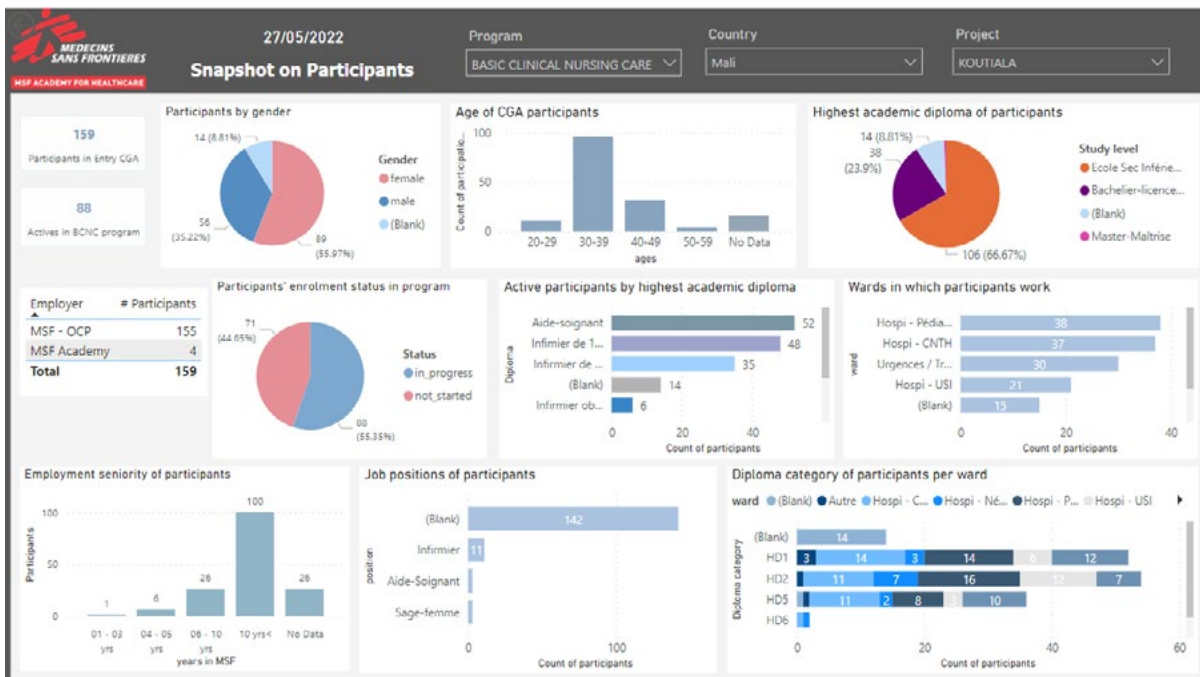 MEDECINS
SANS FRONTIERES
MSF ACADEMY FOR HEALTHCARE
27/05/2022
Snapshot on Participants
Program
BASIC CLINICAL NURSING CARE
Country
Mali
Project
KOUTIALA
159
Participants in Entry CGA
88
Actives in BCNC program
Participants by gender
14 (8.81%)
56
(35.22%)
89
(55.97%)
Gender
female
male
(Blank)
Age of CGA participants
Count of participatio...
100
50
0
20-29 30-39 40-49 50-59 No Data
ages
Highest academic diploma of participants
14 (8.81%)
38
(23.9%)
106 (66.67%)
Study level
Ecole Sec Inférie...
Bachelier-licence...
(Blank)
Master-Maîtrise
Employer # Participants
MSF - OCP 155
MSF Academy 4
Total 159
Participants' enrolment status in program
71
(44.65%)
88
(55.35%)
Status
in_progress
not_started
Active participants by highest academic diploma
Diploma
Aide-soignant 52
Infimier de 1... 48
Infirmier de ... 35
(Blank) 14
Infirmier ob... 6
0 20 40
Count of participants
Wards in which participants work
ward
Hospi - Pédia... 38
Hospi - CNTH 37
Urgences / Tr... 30
Hospi - USI 21
(Blank) 15
0 20 40
Count of participants
Employment seniority of participants
Participants
100
50
0
1 6 26 100 26
01 - 03 yrs
04 - 05 yrs
06 - 10 yrs
10 yrs<
No Data
years in MSF
Job positions of participants
position
(Blank) 142
Infirmier 11
Aide-Soignant
Sage-femme
0 100
Count of participants
Diploma category of participants per ward
ward (Blank) Autre Hospi - C... Hospi - Né... Hospi - P... Hospi - USI
Diploma category
(Blank) 14
HD1 3 14 3 14 6 12
HD2 11 7 16 12 7
HD5 11 2 8 3 10
HD6
0 20 40 60
Count of participants